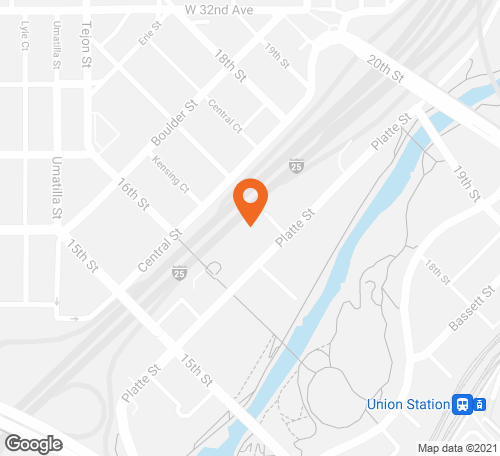 W 32nd Ave
Lyle Ct
Umatilla St
Tejon St
Erie St
18th St
19th St
20th St
Boulder St
Central Ct
Platte St
25
Kensing Ct
Umatilla St
16th St
19th St
Central St
Platte St
15th St
25
18th St
Bassett St
15th St
Platte St
Union Station
Google
Map data ©2021